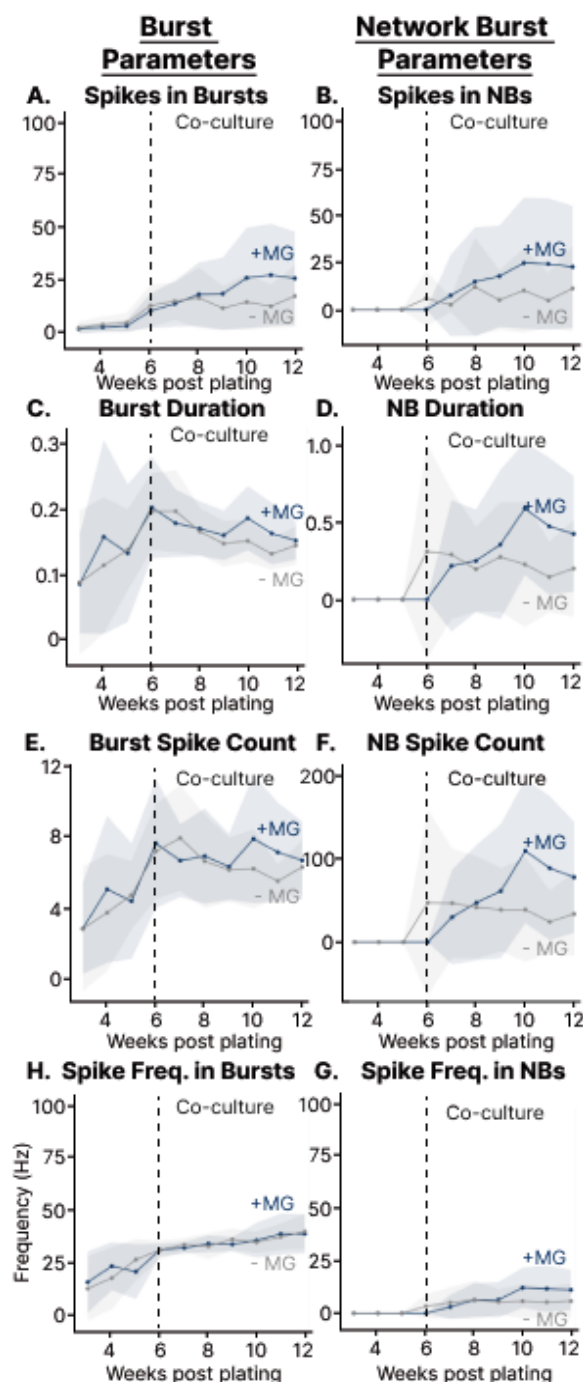 Burst Parameters
Network Burst Parameters
A. Spikes in Bursts
100
75
50
25
0
Co-culture
+MG
- MG
4 6 8 10 12
Weeks post plating
B. Spikes in NBs
100
75
50
25
0
Co-culture
+MG
- MG
4 6 8 10 12
Weeks post plating
C. Burst Duration
0.3
0.2
0.1
0
Co-culture
+MG
- MG
4 6 8 10 12
Weeks post plating
D. NB Duration
1.0
0.5
0
Co-culture
+MG
- MG
4 6 8 10 12
Weeks post plating
E. Burst Spike Count
12
8
4
0
Co-culture
+MG
- MG
4 6 8 10 12
Weeks post plating
F. NB Spike Count
200
100
0
Co-culture
+MG
- MG
4 6 8 10 12
Weeks post plating
H. Spike Freq. in Bursts
Frequency (Hz)
100
75
50
25
0
Co-culture
+MG
- MG
4 6 8 10 12
Weeks post plating
G. Spike Freq. in NBs
100
75
50
25
0
Co-culture
+MG
- MG
4 6 8 10 12
Weeks post plating